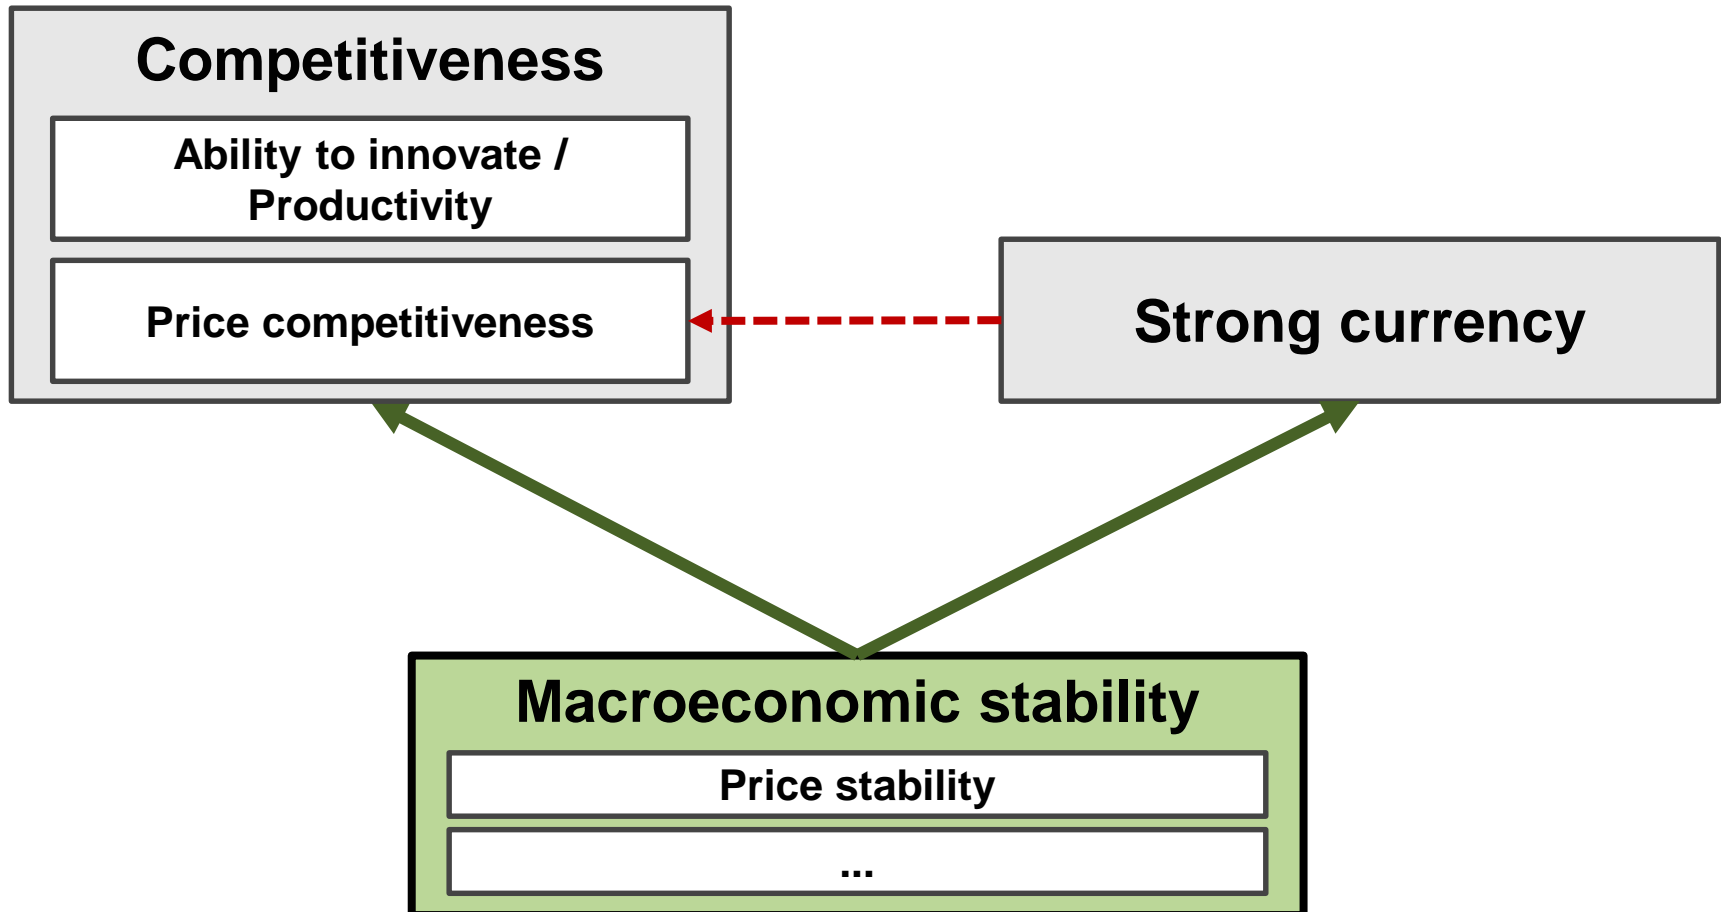 Competitiveness
Ability to innovate /
Productivity
Price competitiveness
Strong currency
Macroeconomic stability
Price stability
...